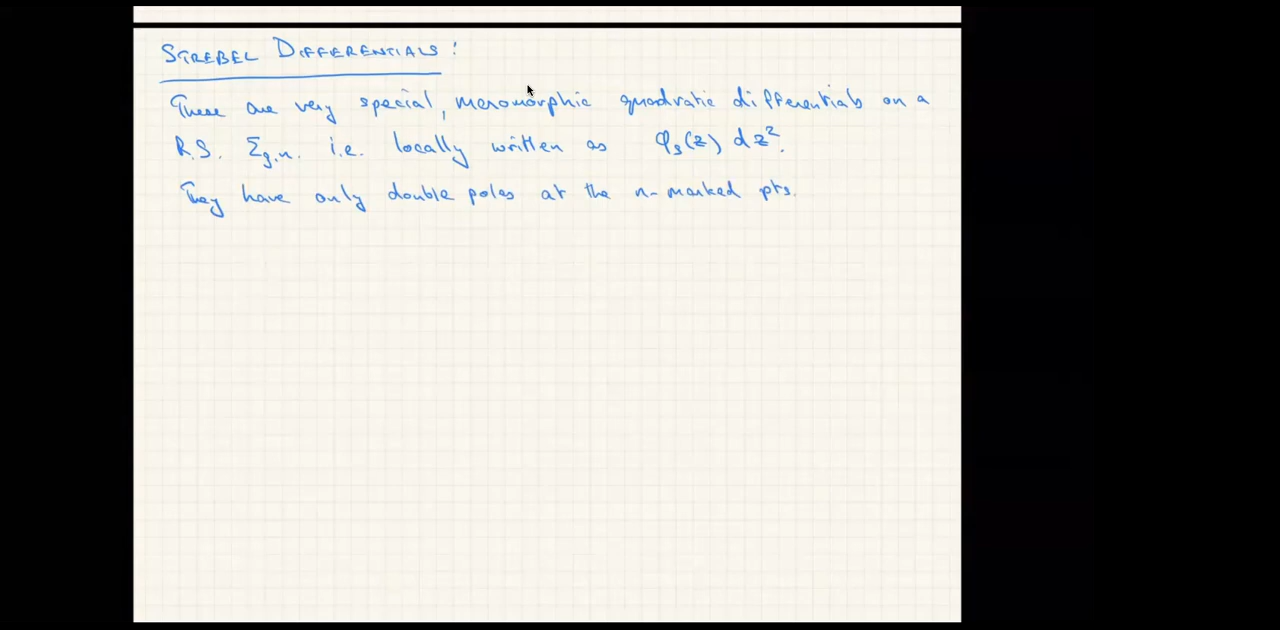 STREBEL DIFFERENTIALS:
These are very special, meromorphic quadratic differentials on a
R.S. Σg,n. i.e. locally written as φs(z) dz².
They have only double poles at the n-marked pts.